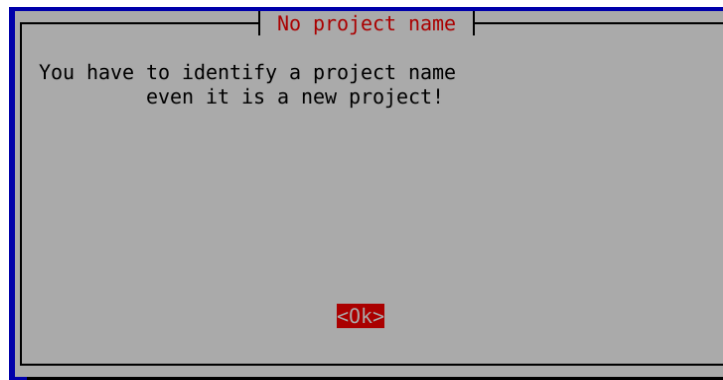 No project name
You have to identify a project name
even it is a new project!
<Ok>